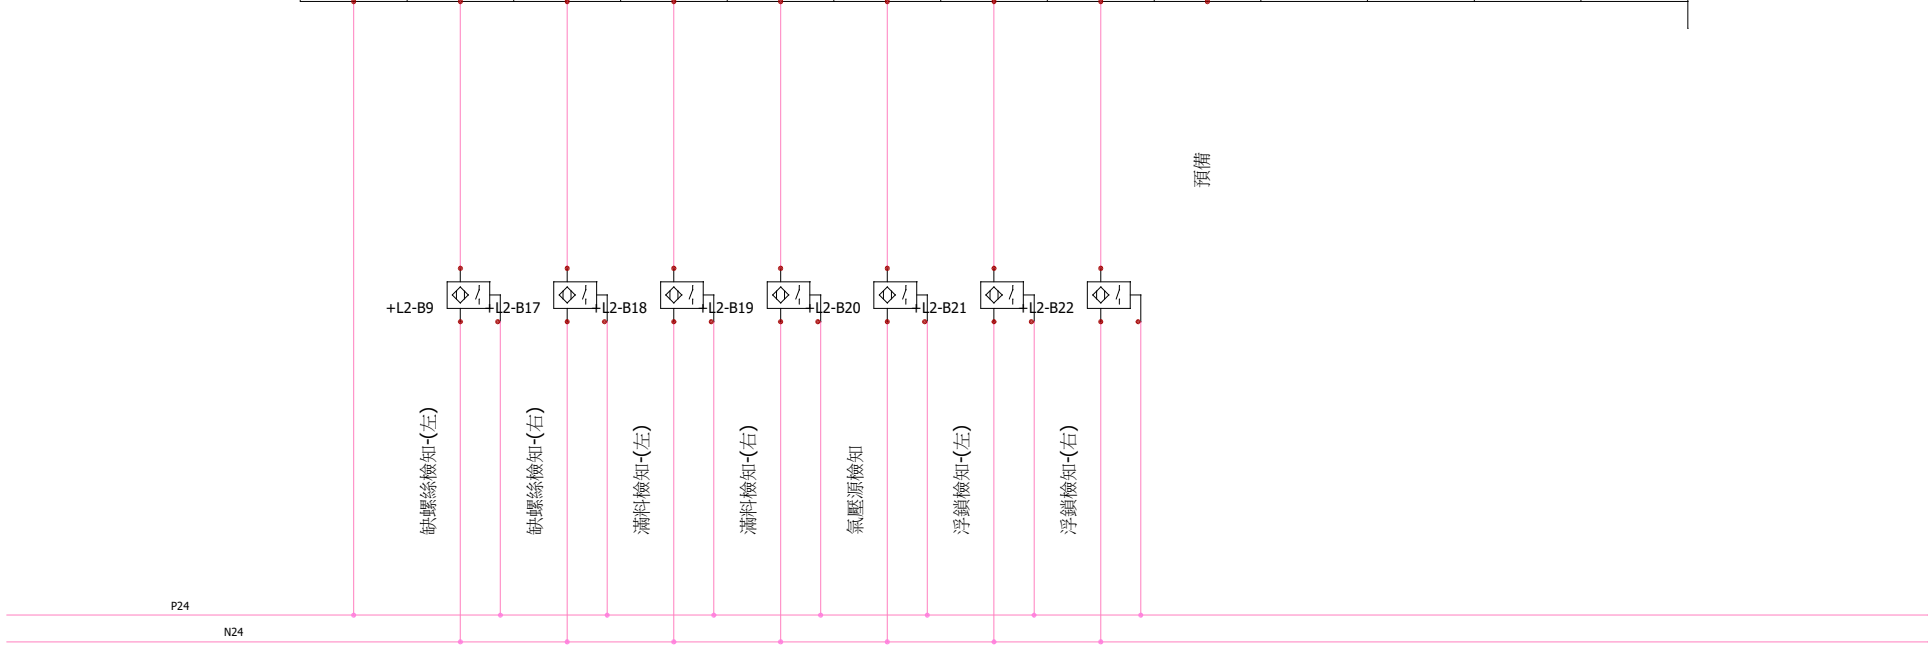 預備
+L2-B9
+L2-B17
+L2-B18
+L2-B19
+L2-B20
+L2-B21
+L2-B22
缺螺絲檢知-(左)
缺螺絲檢知-(右)
滿料檢知-(左)
滿料檢知-(右)
氣壓源檢知
浮鎖檢知-(左)
浮鎖檢知-(右)
P24
N24